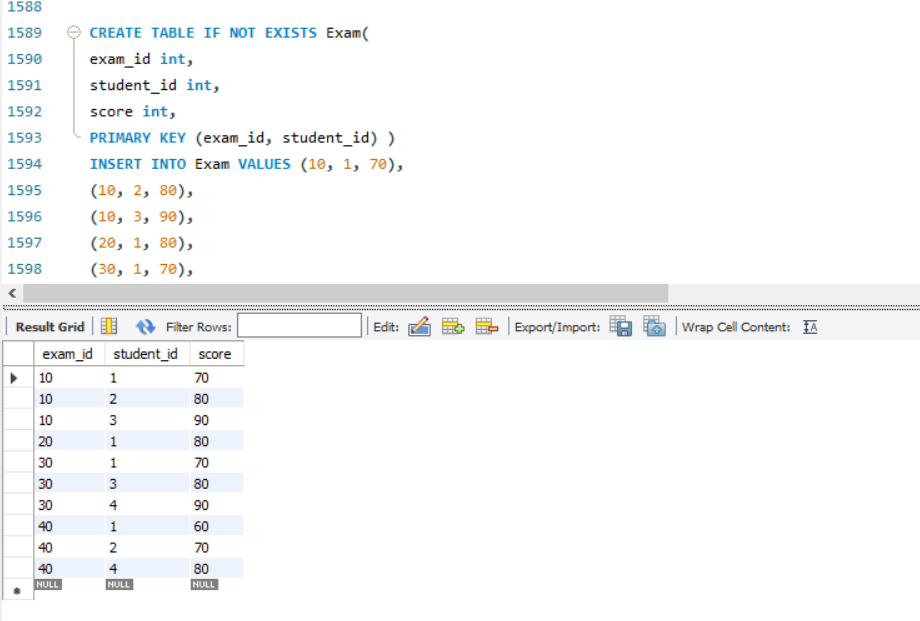 1588
1589 CREATE TABLE IF NOT EXISTS Exam(
1590 exam_id int,
1591 student_id int,
1592 score int,
1593 PRIMARY KEY (exam_id, student_id) )
1594 INSERT INTO Exam VALUES (10, 1, 70),
1595 (10, 2, 80),
1596 (10, 3, 90),
1597 (20, 1, 80),
1598 (30, 1, 70),
Result Grid Filter Rows: Edit: Export/Import: Wrap Cell Content: IA
exam_id student_id score
10 1 70
10 2 80
10 3 90
20 1 80
30 1 70
30 3 80
30 4 90
40 1 60
40 2 70
40 4 80
NULL NULL NULL